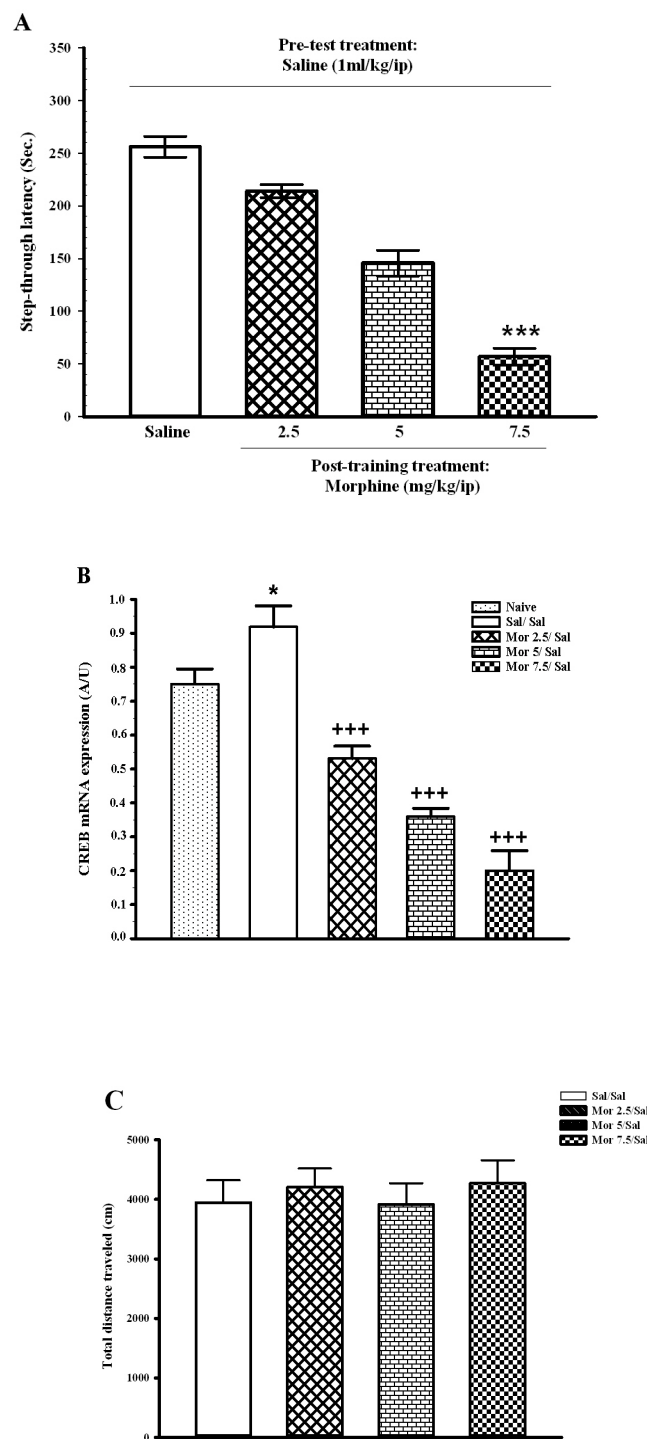 A
Pre-test treatment:
Saline (1ml/kg/ip)
350
300
250
200
150
100
50
0
Step-through latency (Sec.)
***
Saline 2.5 5 7.5
Post-training treatment:
Morphine (mg/kg/ip)
B
1.0
0.9
0.8
0.7
0.6
0.5
0.4
0.3
0.2
0.1
0.0
CREB mRNA expression (A/U)
*
+++
+++
+++
Naive
Sal/ Sal
Mor 2.5/ Sal
Mor 5/ Sal
Mor 7.5/ Sal
C
Sal/Sal
Mor 2.5/Sal
Mor 5/Sal
Mor 7.5/Sal
5000
4000
3000
2000
1000
0
Total distance traveled (cm)